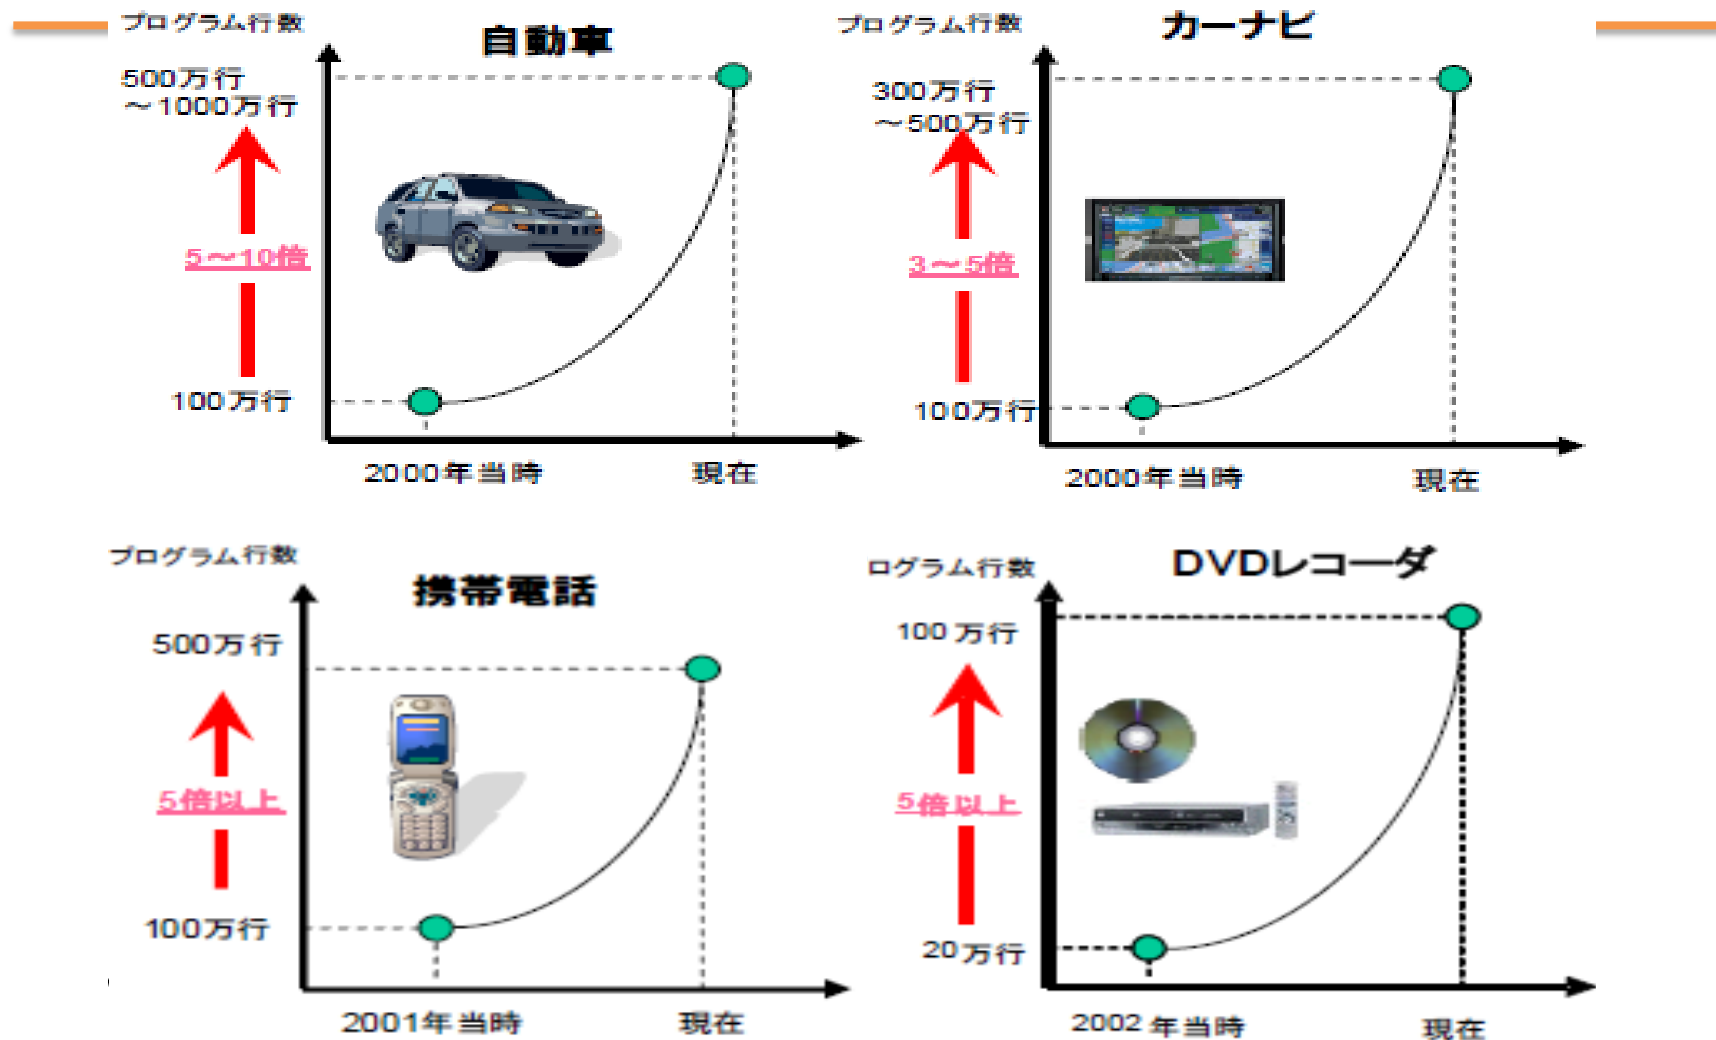 プログラム行数
自動車
500万行
～1000万行
5～10倍
100万行
2000年当時
現在
プログラム行数
カーナビ
300万行
～500万行
3～5倍
100万行
2000年当時
現在
プログラム行数
携帯電話
500万行
5倍以上
100万行
2001年当時
現在
ログラム行数
DVDレコーダ
100万行
5倍以上
20万行
2002年当時
現在